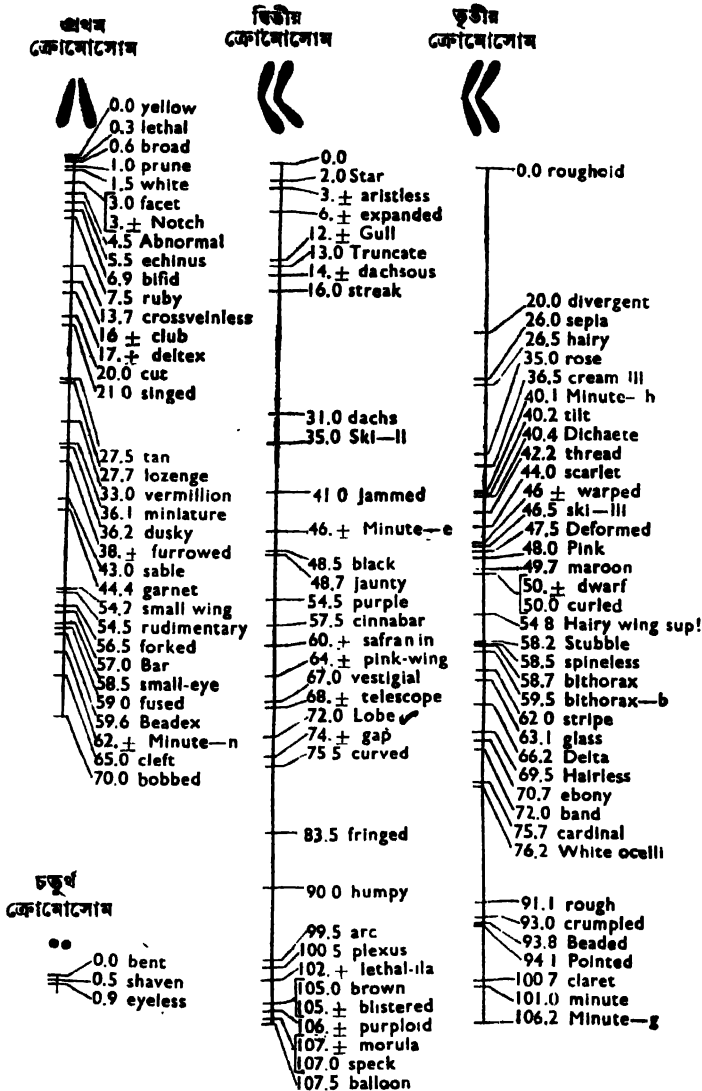 প্রথম
ক্রোমোসোম
0.0 yellow
0.3 lethal
0.6 broad
1.0 prune
1.5 white
3.0 facet
3.± Notch
4.5 Abnormal
5.5 echinus
6.9 bifid
7.5 ruby
13.7 crossveinless
16 ± club
17.± deltex
20.0 cut
21 0 singed
27.5 tan
27.7 lozenge
33.0 vermillion
36.1 miniature
36.2 dusky
38.± furrowed
43.0 sable
44.4 garnet
54.2 small wing
54.5 rudimentary
56.5 forked
57.0 Bar
58.5 small-eye
59 0 fused
59.6 Beadex
62.± Minute—n
65.0 cleft
70.0 bobbed
চতুর্থ
ক্রোমোসোম
0.0 bent
0.5 shaven
0.9 eyeless
দ্বিতীয়
ক্রোমোসোম
0.0
2.0 Star
3.± aristless
6.± expanded
12.± Gull
13.0 Truncate
14.± dachsous
16.0 streak
31.0 dachs
35.0 Ski—II
41 0 Jammed
46.± Minute—e
48.5 black
48.7 jaunty
54.5 purple
57.5 cinnabar
60.+ safranin
64.± pink-wing
67.0 vestigial
68.± telescope
72.0 Lobe ✓
74.± gap
75 5 curved
83.5 fringed
90 0 humpy
99.5 arc
100 5 plexus
102.+ lethal-IIa
105.0 brown
105.± blistered
106.± purploid
107.± morula
107.0 speck
107.5 balloon
তৃতীয়
ক্রোমোসোম
0.0 roughoid
20.0 divergent
26.0 sepia
26.5 hairy
35.0 rose
36.5 cream III
40.1 Minute— h
40.2 tilt
40.4 Dichaete
42.2 thread
44.0 scarlet
46 ± warped
46.5 ski—III
47.5 Deformed
48.0 Pink
49.7 maroon
50.± dwarf
50.0 curled
54 8 Hairy wing sup!
58.2 Stubble
58.5 spineless
58.7 bithorax
59.5 bithorax—b
62 0 stripe
63.1 glass
66.2 Delta
69.5 Hairless
70.7 ebony
72.0 band
75.7 cardinal
76.2 White ocelli
91.1 rough
93.0 crumpled
93.8 Beaded
94 1 Pointed
100 7 claret
101.0 minute
106.2 Minute—g